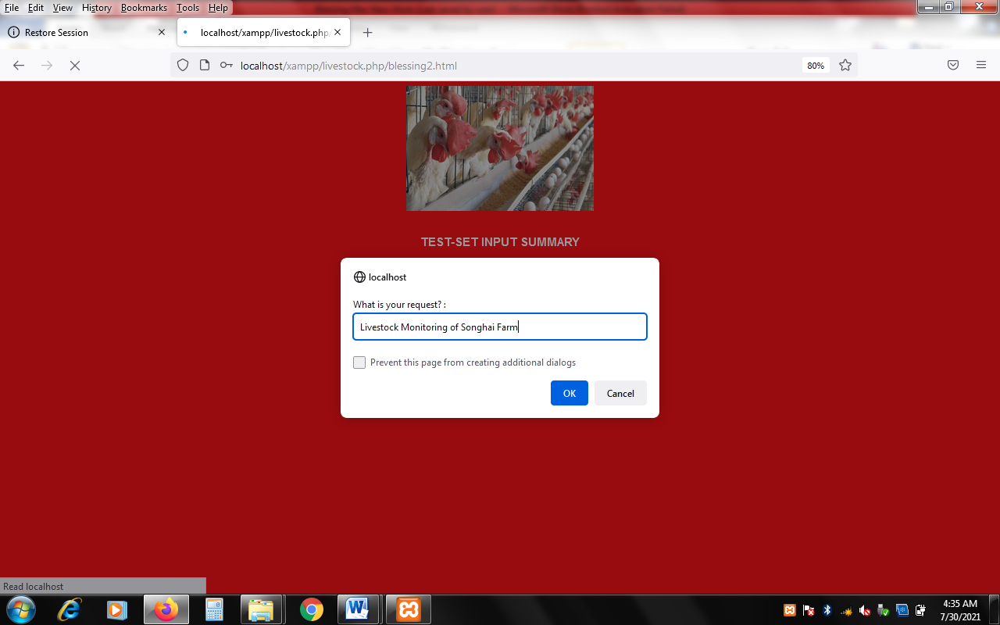 File Edit View History Bookmarks Tools Help
Restore Session
localhost/xampp/livestock.php/
localhost/xampp/livestock.php/blessing2.html
80%
TEST-SET INPUT SUMMARY
localhost
What is your request? :
Livestock Monitoring of Songhai Farm
Prevent this page from creating additional dialogs
OK Cancel
Read localhost
4:35 AM
7/30/2021